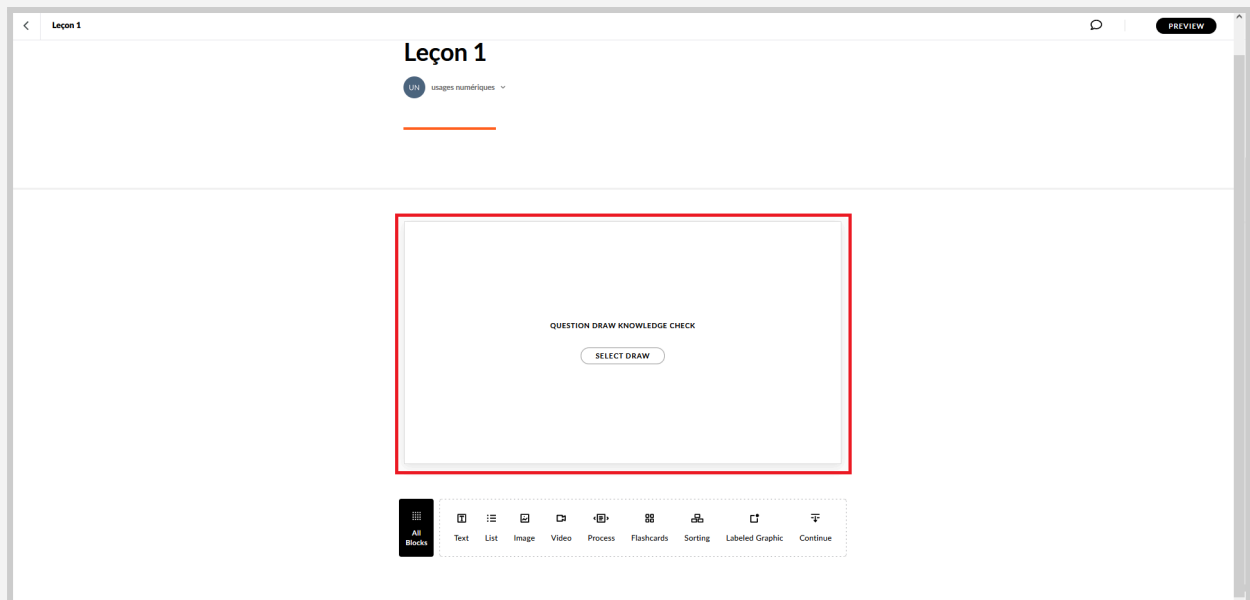 Leçon 1
PREVIEW
Leçon 1
UN usages numériques
QUESTION DRAW KNOWLEDGE CHECK
SELECT DRAW
All
Blocks
Text List Image Video Process Flashcards Sorting Labeled Graphic Continue